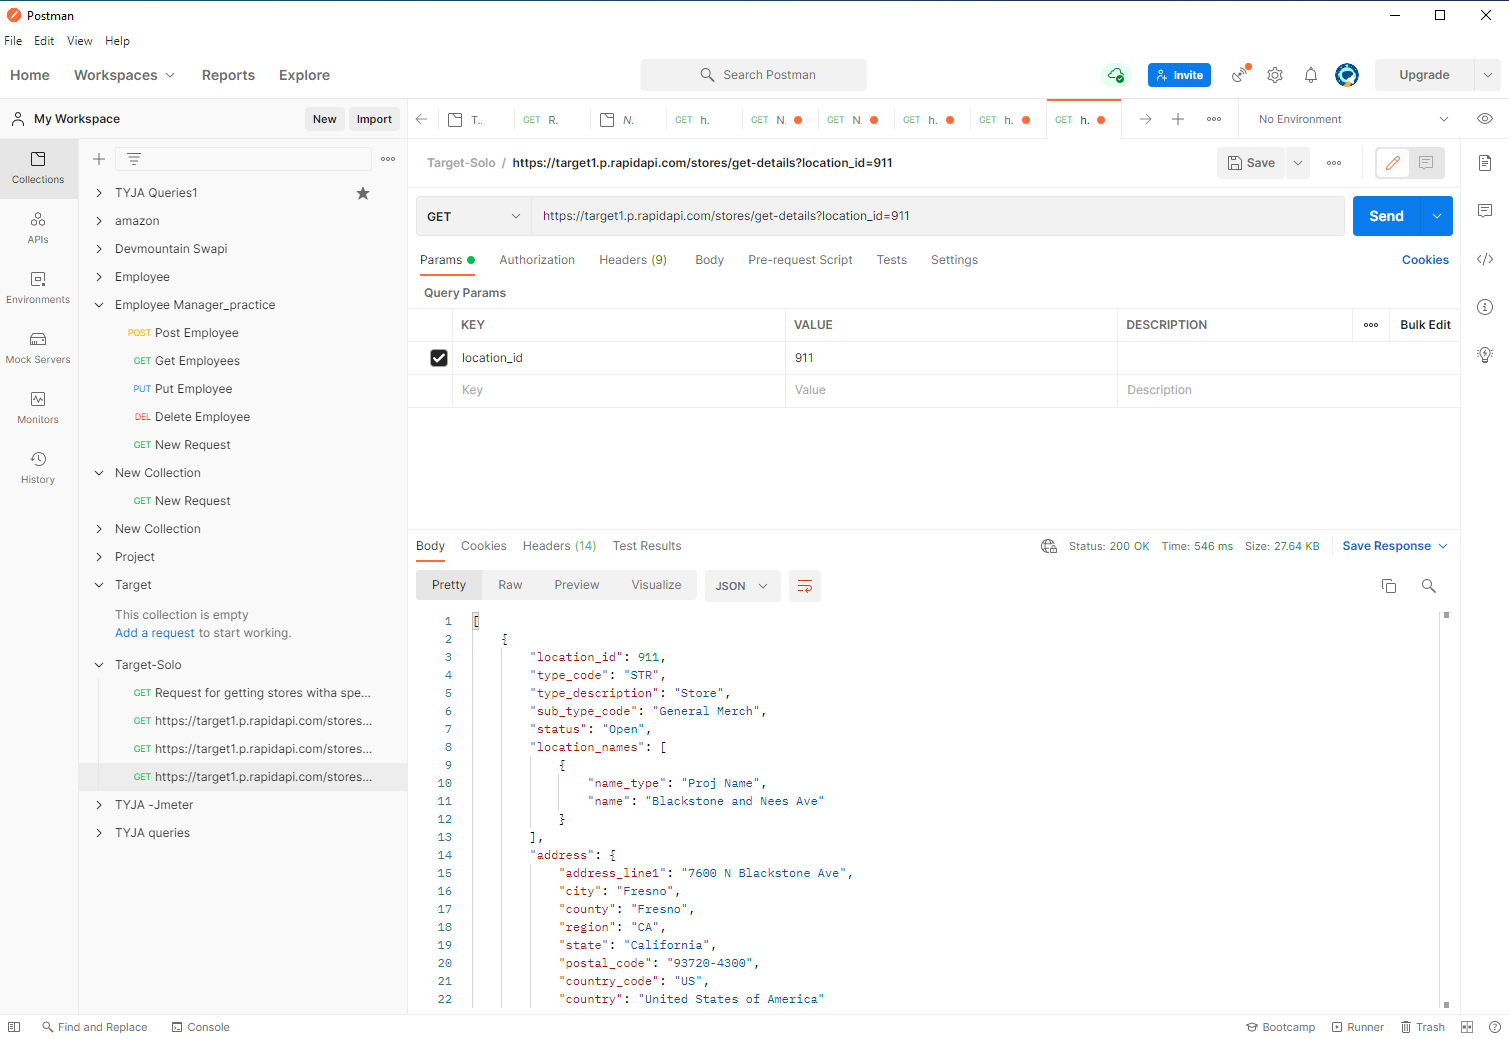 Postman
File Edit View Help
Home Workspaces Reports Explore Search Postman Invite Upgrade
My Workspace New Import T.. GET R. N. GET h. GET N. GET N. GET h. GET h. GET h. No Environment
Target-Solo / https://target1.p.rapidapi.com/stores/get-details?location_id=911 Save
GET https://target1.p.rapidapi.com/stores/get-details?location_id=911 Send
Params Authorization Headers (9) Body Pre-request Script Tests Settings Cookies
Query Params
KEY VALUE DESCRIPTION Bulk Edit
location_id 911
Key Value Description
Collections
APIs
Environments
Mock Servers
Monitors
History
TYJA Queries1
amazon
Devmountain Swapi
Employee
Employee Manager_practice
POST Post Employee
GET Get Employees
PUT Put Employee
DEL Delete Employee
GET New Request
New Collection
GET New Request
New Collection
Project
Target
This collection is empty
Add a request to start working.
Target-Solo
GET Request for getting stores witha spe...
GET https://target1.p.rapidapi.com/stores...
GET https://target1.p.rapidapi.com/stores...
GET https://target1.p.rapidapi.com/stores...
TYJA -Jmeter
TYJA queries
Body Cookies Headers (14) Test Results Status: 200 OK Time: 546 ms Size: 27.64 KB Save Response
Pretty Raw Preview Visualize JSON
1 [
2 {
3 "location_id": 911,
4 "type_code": "STR",
5 "type_description": "Store",
6 "sub_type_code": "General Merch",
7 "status": "Open",
8 "location_names": [
9 {
10 "name_type": "Proj Name",
11 "name": "Blackstone and Nees Ave"
12 }
13 ],
14 "address": {
15 "address_line1": "7600 N Blackstone Ave",
16 "city": "Fresno",
17 "county": "Fresno",
18 "region": "CA",
19 "state": "California",
20 "postal_code": "93720-4300",
21 "country_code": "US",
22 "country": "United States of America"
Find and Replace Console Bootcamp Runner Trash